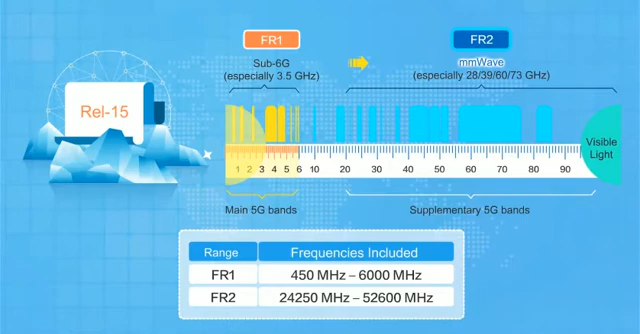 FR1
FR2
Sub-6G
(especially 3.5 GHz)
mmWave
(especially 28/39/60/73 GHz)
Rel-15
Visible
Light
1 2 3 4 5 6 10 20 30 40 50 60 70 80 90
Main 5G bands
Supplementary 5G bands
Range Frequencies Included
FR1 450 MHz – 6000 MHz
FR2 24250 MHz – 52600 MHz